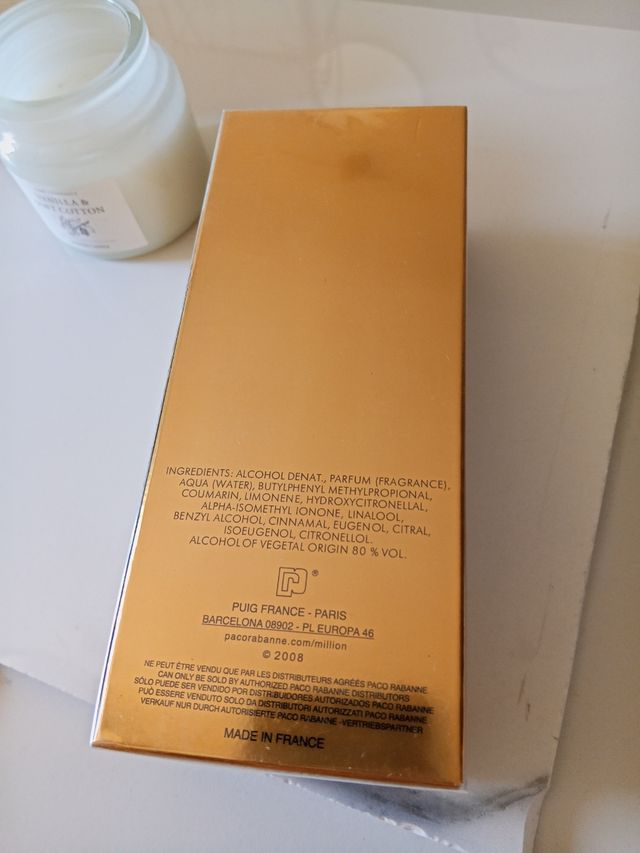 & 
COTTON
INGREDIENTS: ALCOHOL DENAT., PARFUM (FRAGRANCE),
AQUA (WATER), BUTYLPHENYL METHYLPROPIONAL,
COUMARIN, LIMONENE, HYDROXYCITRONELLAL,
ALPHA-ISOMETHYL IONONE, LINALOOL,
BENZYL ALCOHOL, CINNAMAL, EUGENOL, CITRAL,
ISOEUGENOL, CITRONELLOL.
ALCOHOL OF VEGETAL ORIGIN 80 % VOL.
®
PUIG FRANCE - PARIS
BARCELONA 08902 - PL EUROPA 46
pacorabanne.com/million
© 2008
NE PEUT ÊTRE VENDU QUE PAR LES DISTRIBUTEURS AGRÉÉS PACO RABANNE
CAN ONLY BE SOLD BY AUTHORIZED PACO RABANNE DISTRIBUTORS
SÓLO PUEDE SER VENDIDO POR DISTRIBUIDORES AUTORIZADOS PACO RABANNE
PUÒ ESSERE VENDUTO SOLO DA DISTRIBUTORI AUTORIZZATI PACO RABANNE
VERKAUF NUR DURCH AUTORISIERTE PACO RABANNE -VERTRIEBSPARTNER
MADE IN FRANCE